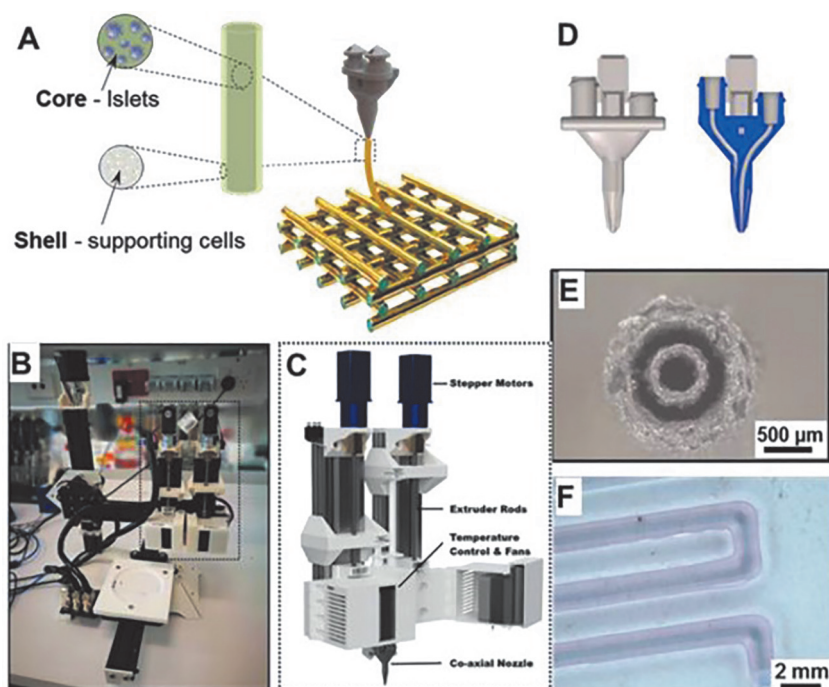 A
Core - Islets
Shell - supporting cells
B
C
Stepper Motors
Extruder Rods
Temperature
Control & Fans
Co-axial Nozzle
D
E
500 µm
F
2 mm